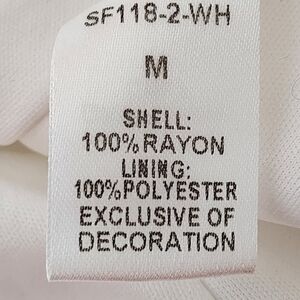 SF118-2-WH
M
SHELL:
100%RAYON
LINING:
100%POLYESTER
EXCLUSIVE OF
DECORATION